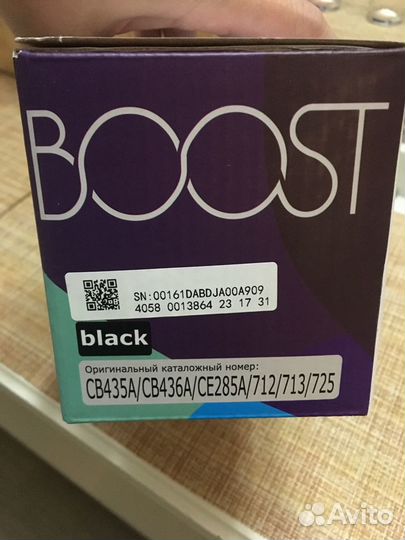 BOOST
SN:00161DABDJA00A909
4058 0013864 23 17 31
black
Оригинальный каталожный номер:
CB435A/CB436A/CE285A/712/713/725
Avito